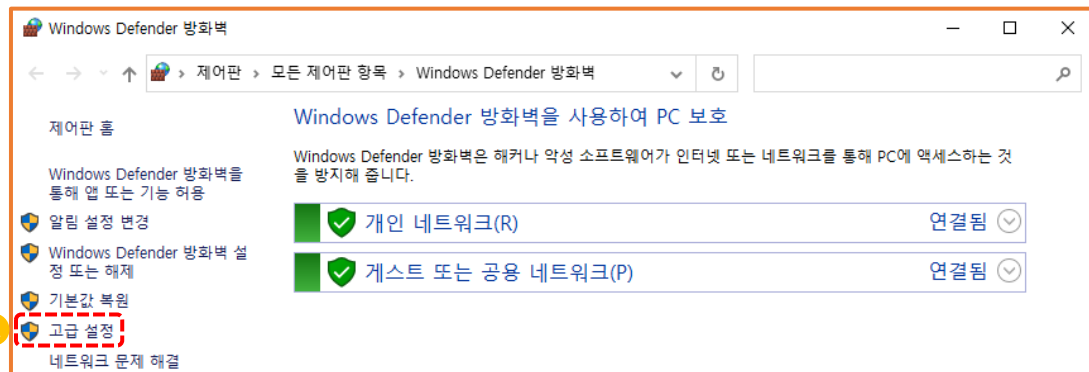 Windows Defender 방화벽
제어판 > 모든 제어판 항목 > Windows Defender 방화벽
제어판 홈
Windows Defender 방화벽을
통해 앱 또는 기능 허용
알림 설정 변경
Windows Defender 방화벽 설
정 또는 해제
기본값 복원
고급 설정
네트워크 문제 해결
Windows Defender 방화벽을 사용하여 PC 보호
Windows Defender 방화벽은 해커나 악성 소프트웨어가 인터넷 또는 네트워크를 통해 PC에 액세스하는 것
을 방지해 줍니다.
개인 네트워크(R) 연결됨
게스트 또는 공용 네트워크(P) 연결됨